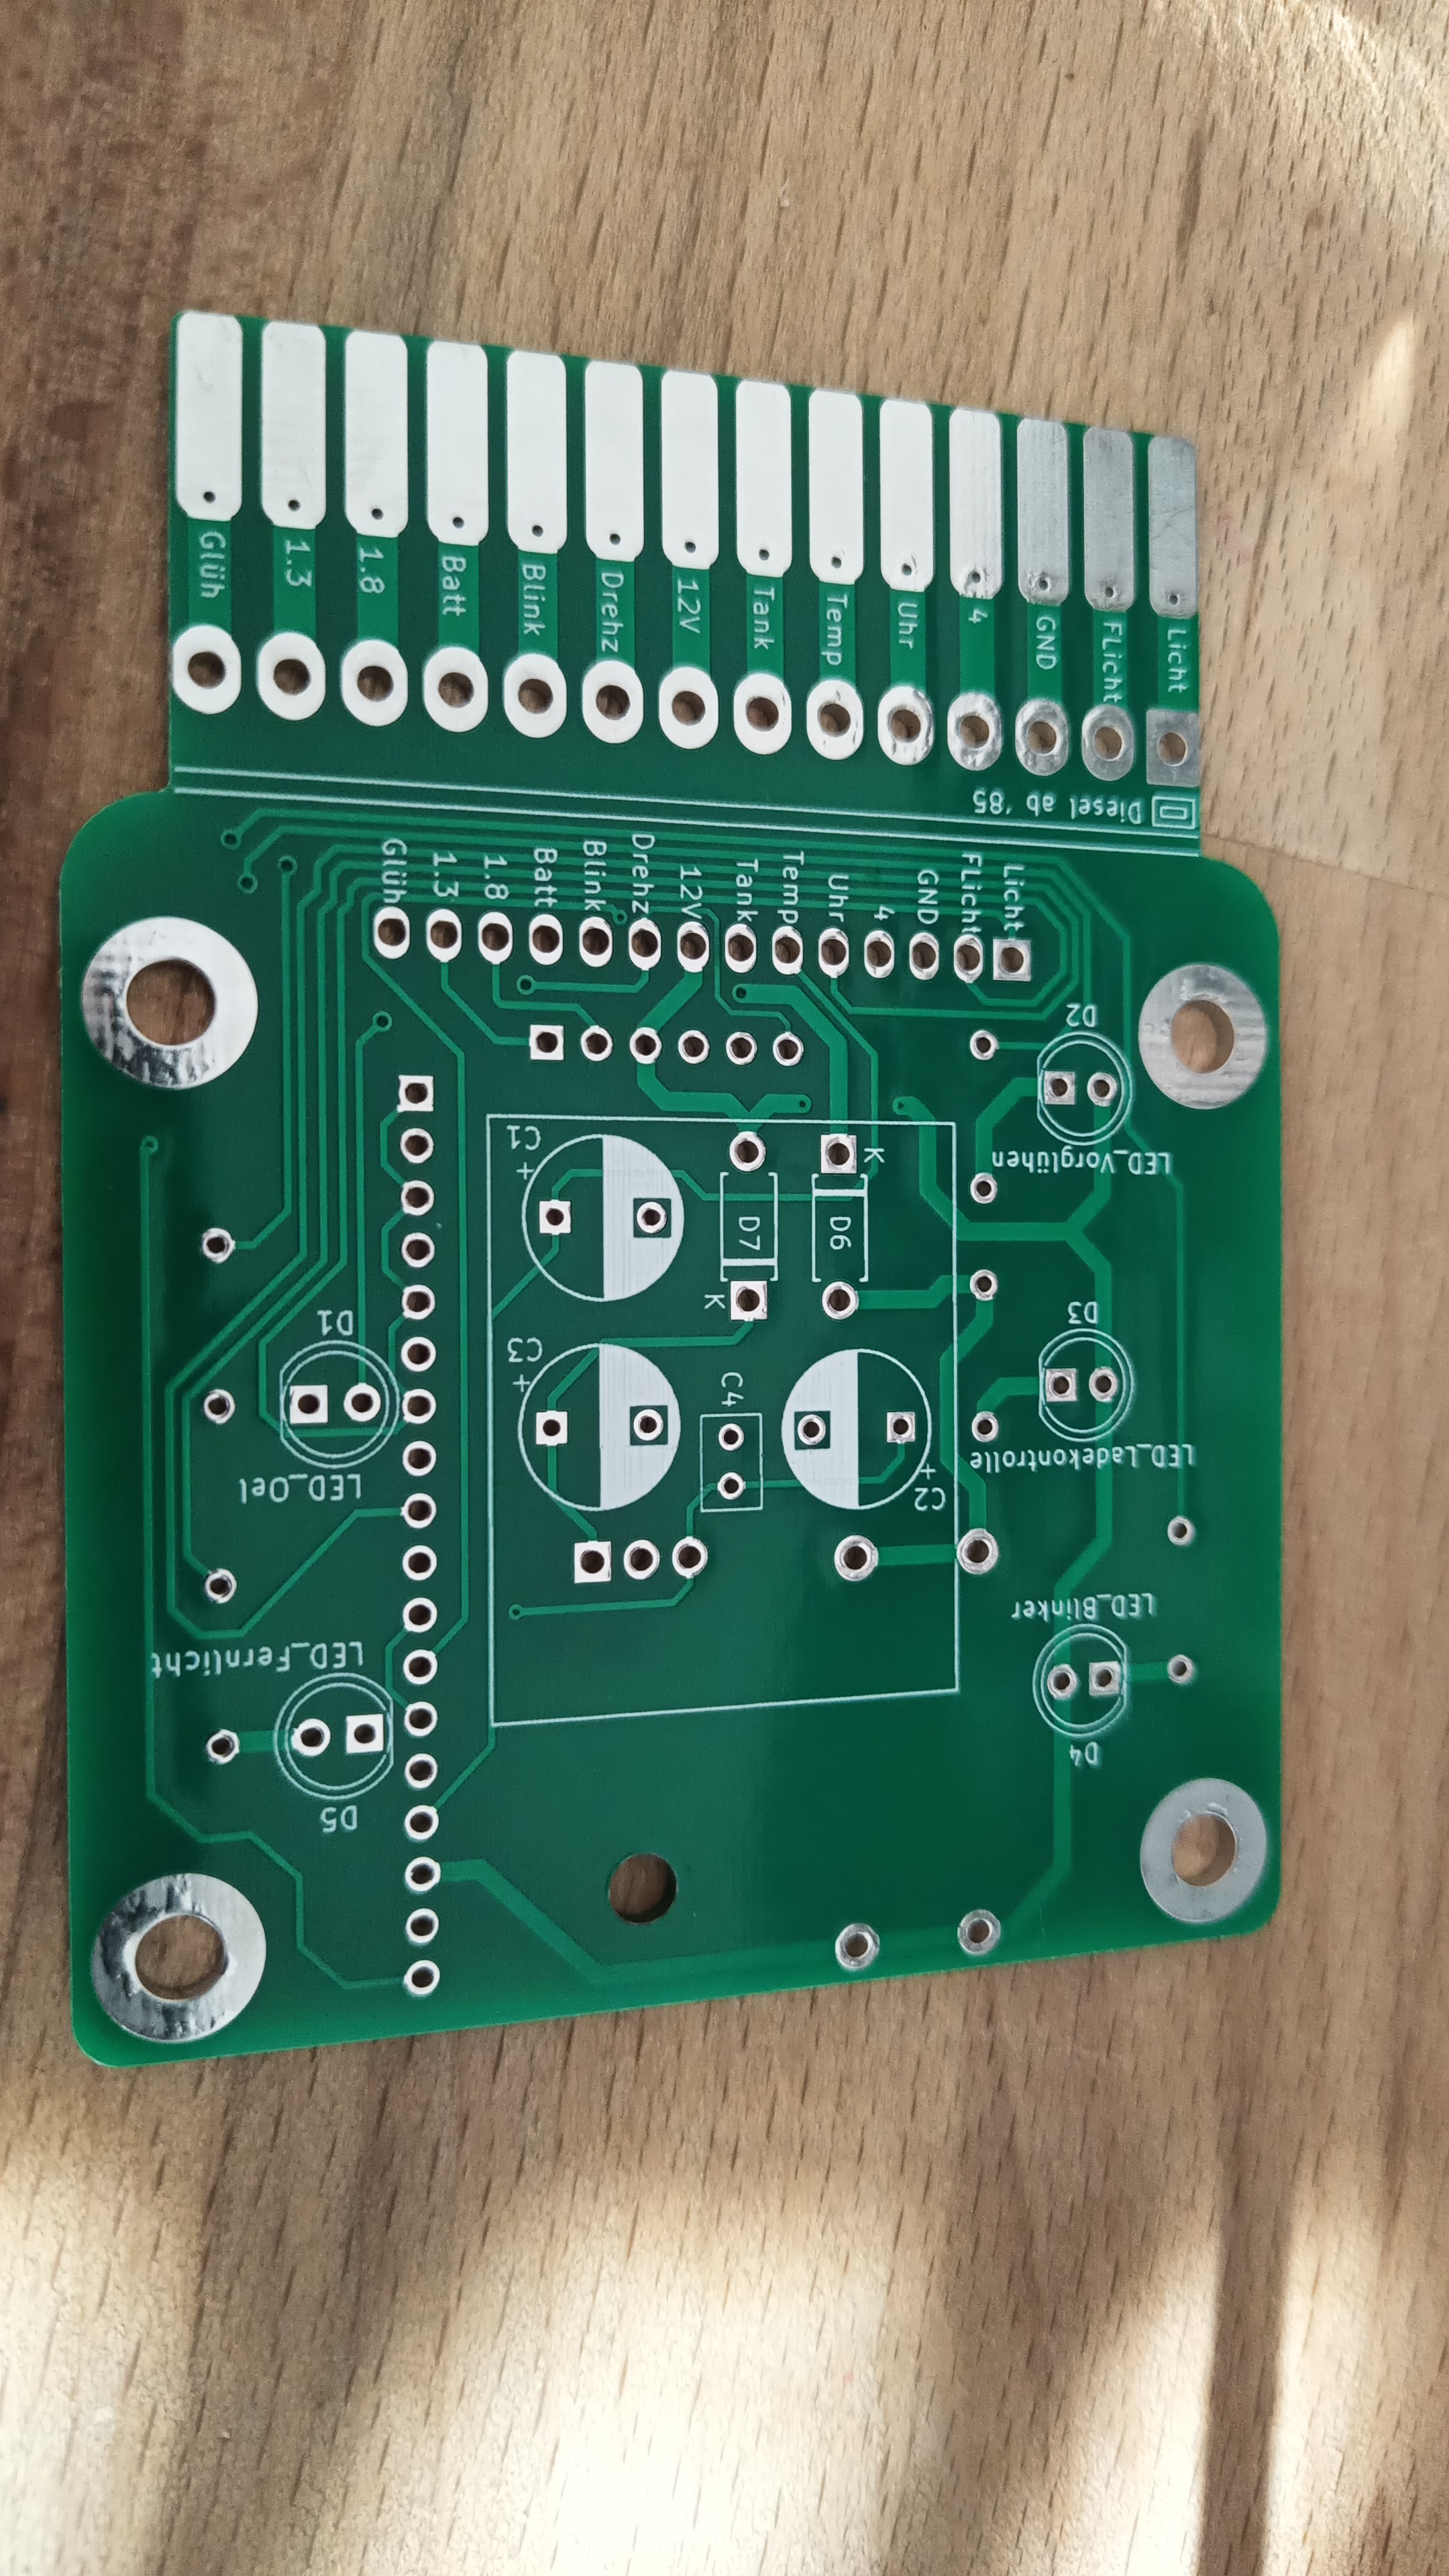 Licht
FLicht
GND
4
Uhr
Temp
Tank
12V
Drehz
Blink
Batt
1.8
1.3
Glüh
Diesel ab '85
Licht
FLicht
GND
4
Uhr
Temp
Tank
12V
Drehz
Blink
Batt
1.8
1.3
Glüh
D2
LED_Vorglühen
D3
LED_Ladekontrolle
LED_Blinker
D4
K
D6
D7
K
C2
+
C4
C1
+
C3
+
D1
LED_Oel
LED_Fernlicht
D5